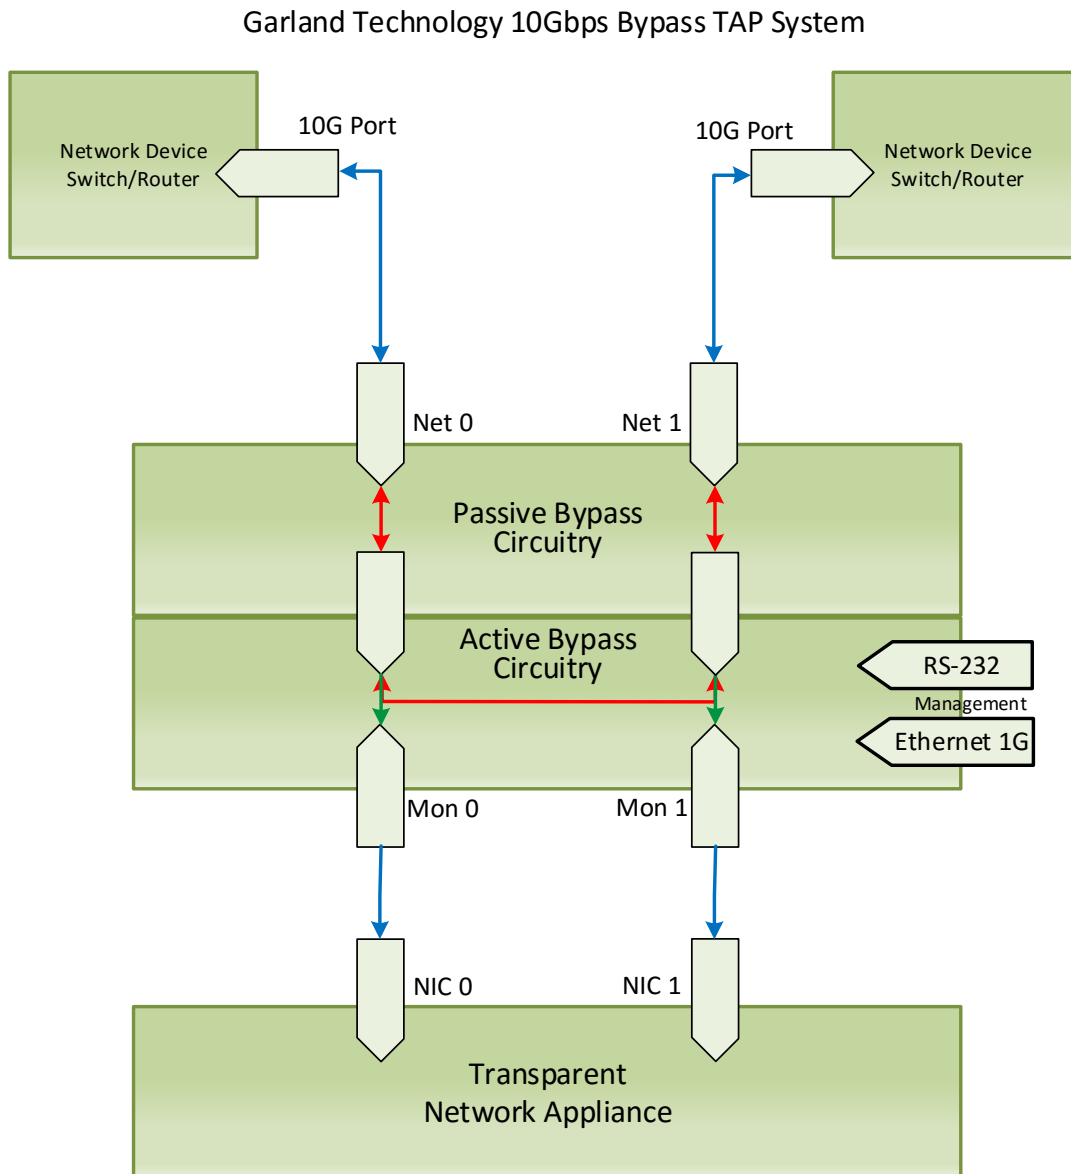 Garland Technology 10Gbps Bypass TAP System
10G Port
10G Port
Network Device
Switch/Router
Network Device
Switch/Router
Net 0
Net 1
Passive Bypass
Circuitry
Active Bypass
Circuitry
RS-232
Management
Ethernet 1G
Mon 0
Mon 1
NIC 0
NIC 1
Transparent
Network Appliance